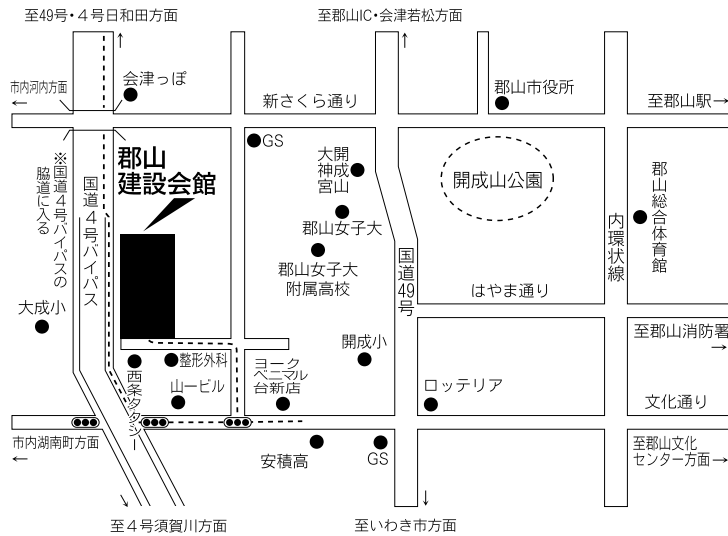 至49号・４号日和田方面
至郡山IC・会津若松方面
市内河内方面
会津っぽ
新さくら通り
郡山市役所
至郡山駅
GS
郡山
建設会館
大神宮
開成山
開成山公園
郡山総合体育館
※国道４号バイパスの
脇道に入る
国道４号バイパス
郡山女子大
郡山女子大
附属高校
国道49号
内環状線
はやま通り
大成小
至郡山消防署
開成小
整形外科
ヨーク
ベニマル
台新店
西条タクシー
山一ビル
ロッテリア
文化通り
市内湖南町方面
安積高
GS
至郡山文化
センター方面
至４号須賀川方面
至いわき市方面